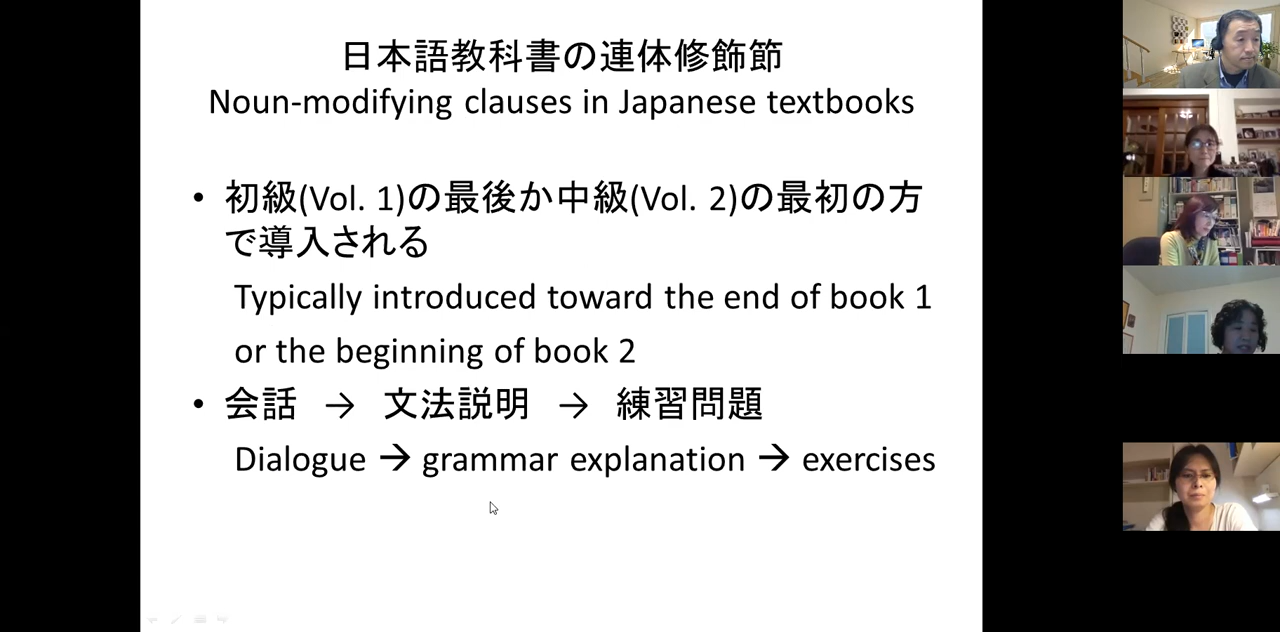 日本語教科書の連体修飾節
Noun-modifying clauses in Japanese textbooks
• 初級(Vol. 1)の最後か中級(Vol. 2)の最初の方
で導入される
Typically introduced toward the end of book 1
or the beginning of book 2
• 会話 → 文法説明 → 練習問題
Dialogue → grammar explanation → exercises